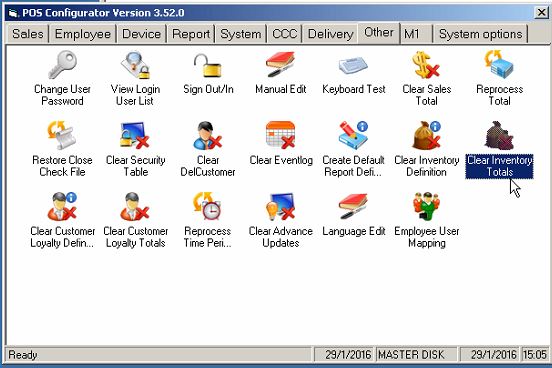 POS Configurator Version 3.52.0
Sales Employee Device Report System CCC Delivery Other M1 System options
Change User Password
View Login User List
Sign Out/In
Manual Edit
Keyboard Test
Clear Sales Total
Reprocess Total
Restore Close Check File
Clear Security Table
Clear DelCustomer
Clear Eventlog
Create Default Report Defi...
Clear Inventory Definition
Clear Inventory Totals
Clear Customer Loyalty Defin...
Clear Customer Loyalty Totals
Reprocess Time Peri...
Clear Advance Updates
Language Edit
Employee User Mapping
Ready 29/1/2016 MASTER DISK 29/1/2016 15:05